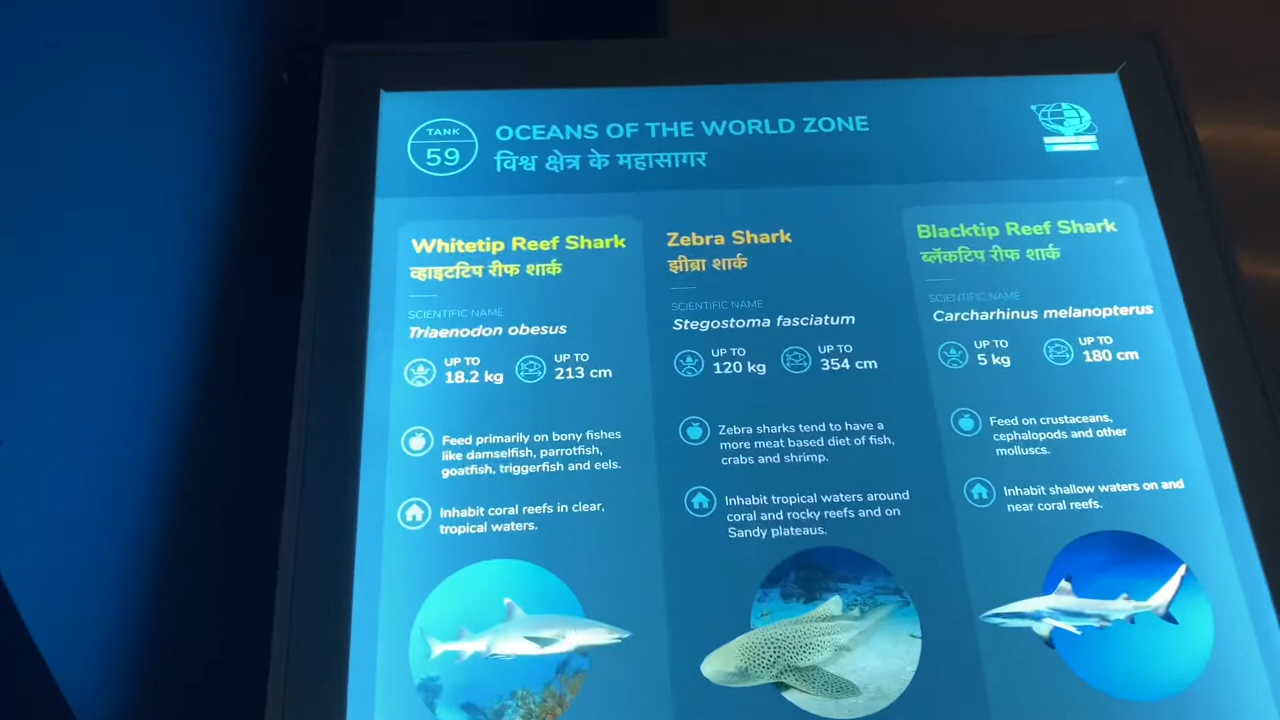 TANK
59
OCEANS OF THE WORLD ZONE
विश्व क्षेत्र के महासागर
Whitetip Reef Shark
व्हाइटटिप रीफ शार्क
SCIENTIFIC NAME
Triaenodon obesus
UP TO
18.2 kg
UP TO
213 cm
Feed primarily on bony fishes
like damselfish, parrotfish,
goatfish, triggerfish and eels.
Inhabit coral reefs in clear,
tropical waters.
Zebra Shark
झीब्रा शार्क
SCIENTIFIC NAME
Stegostoma fasciatum
UP TO
120 kg
UP TO
354 cm
Zebra sharks tend to have a
more meat based diet of fish,
crabs and shrimp.
Inhabit tropical waters around
coral and rocky reefs and on
Sandy plateaus.
Blacktip Reef Shark
ब्लॅकटिप रीफ शार्क
SCIENTIFIC NAME
Carcharhinus melanopterus
UP TO
5 kg
UP TO
180 cm
Feed on crustaceans,
cephalopods and other
molluscs.
Inhabit shallow waters on and
near coral reefs.